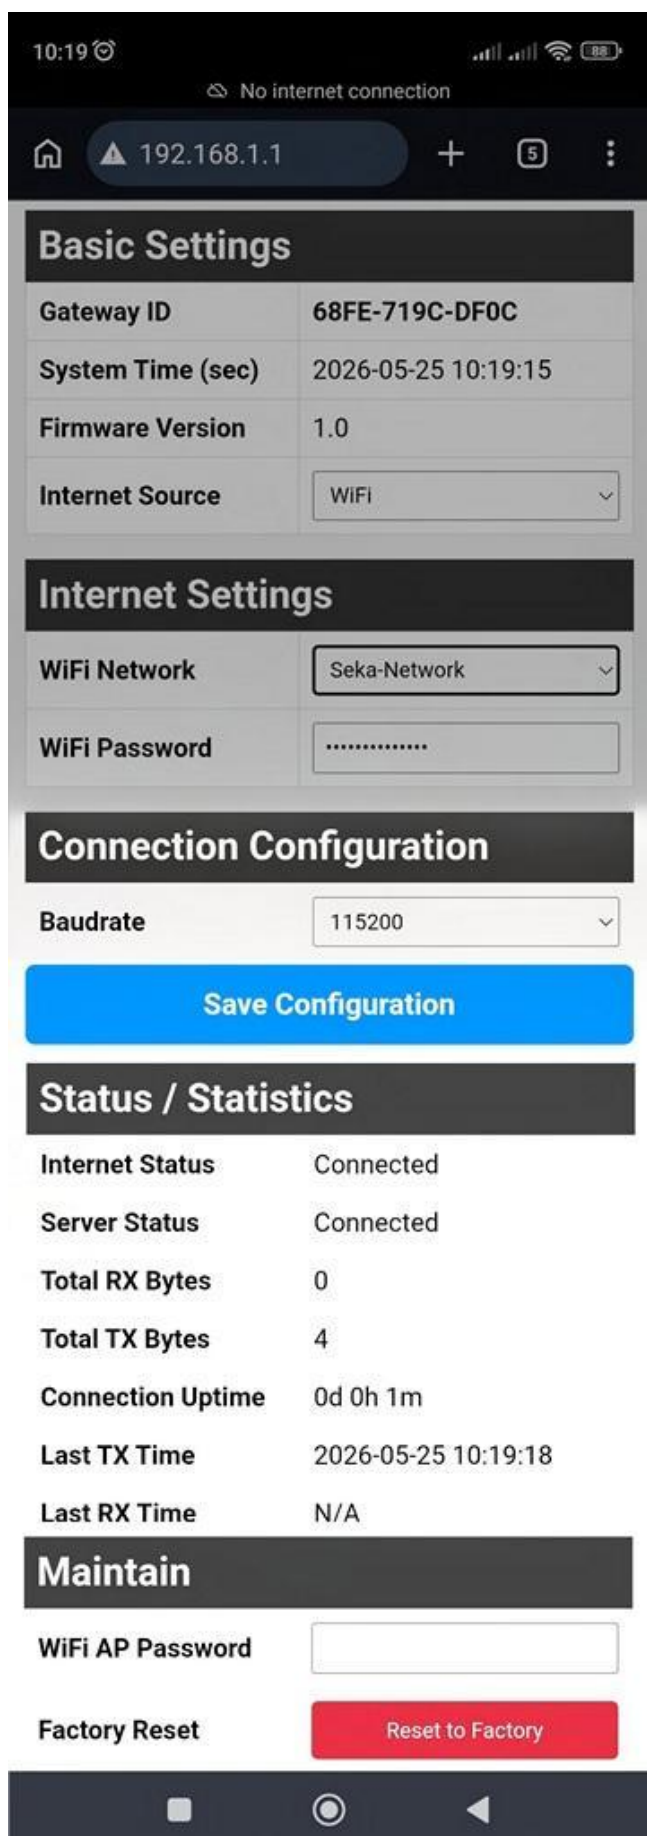 10:19
88
No internet connection
192.168.1.1
5
Basic Settings
Gateway ID 68FE-719C-DF0C
System Time (sec) 2026-05-25 10:19:15
Firmware Version 1.0
Internet Source WiFi
Internet Settings
WiFi Network Seka-Network
WiFi Password ••••••••••••••
Connection Configuration
Baudrate 115200
Save Configuration
Status / Statistics
Internet Status Connected
Server Status Connected
Total RX Bytes 0
Total TX Bytes 4
Connection Uptime 0d 0h 1m
Last TX Time 2026-05-25 10:19:18
Last RX Time N/A
Maintain
WiFi AP Password
Factory Reset Reset to Factory